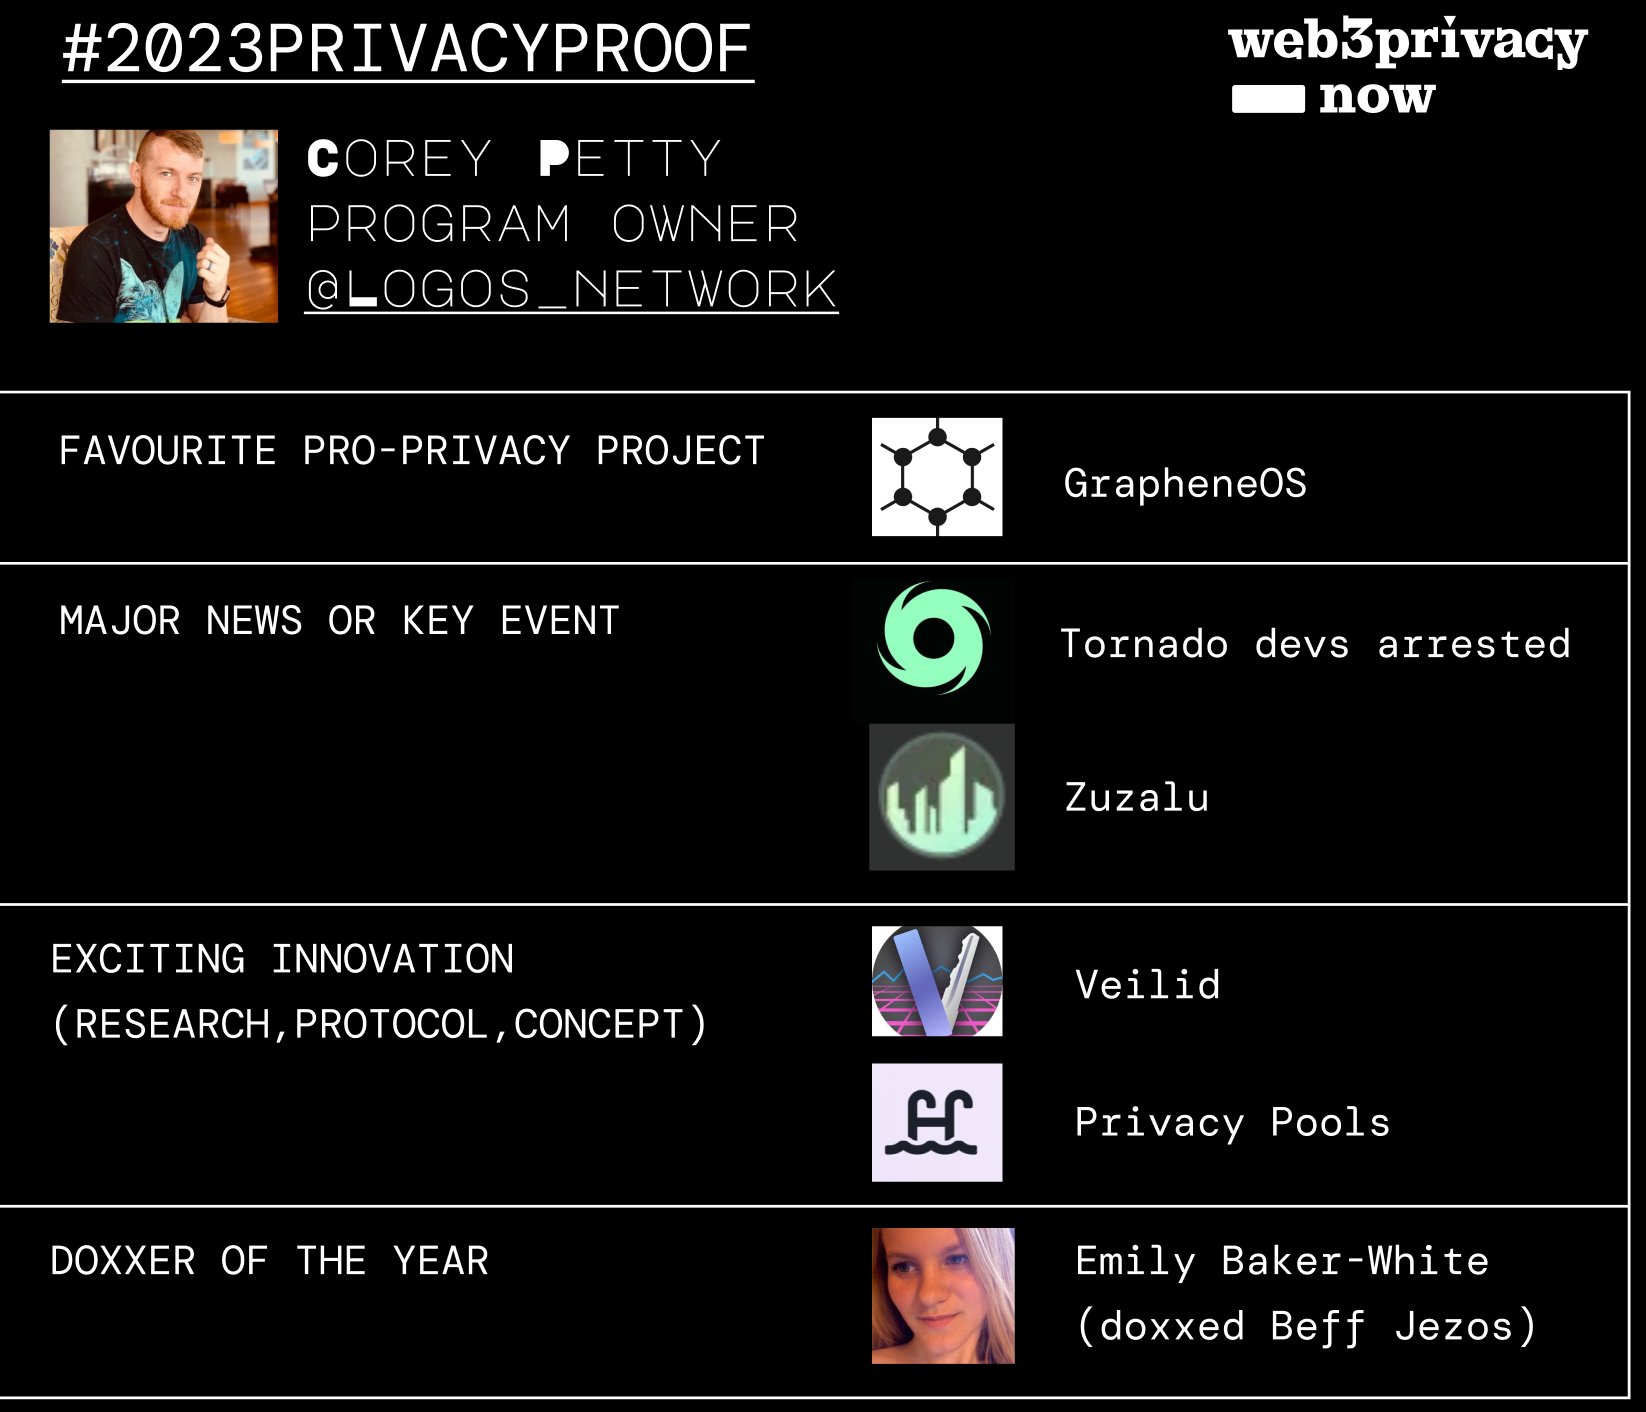 #2023PRIVACYPROOF
web3privacy
now
COREY PETTY
PROGRAM OWNER
@LOGOS_NETWORK
FAVOURITE PRO-PRIVACY PROJECT
GrapheneOS
MAJOR NEWS OR KEY EVENT
Tornado devs arrested
Zuzalu
EXCITING INNOVATION
(RESEARCH,PROTOCOL,CONCEPT)
Veilid
Privacy Pools
DOXXER OF THE YEAR
Emily Baker-White
(doxxed Beff Jezos)